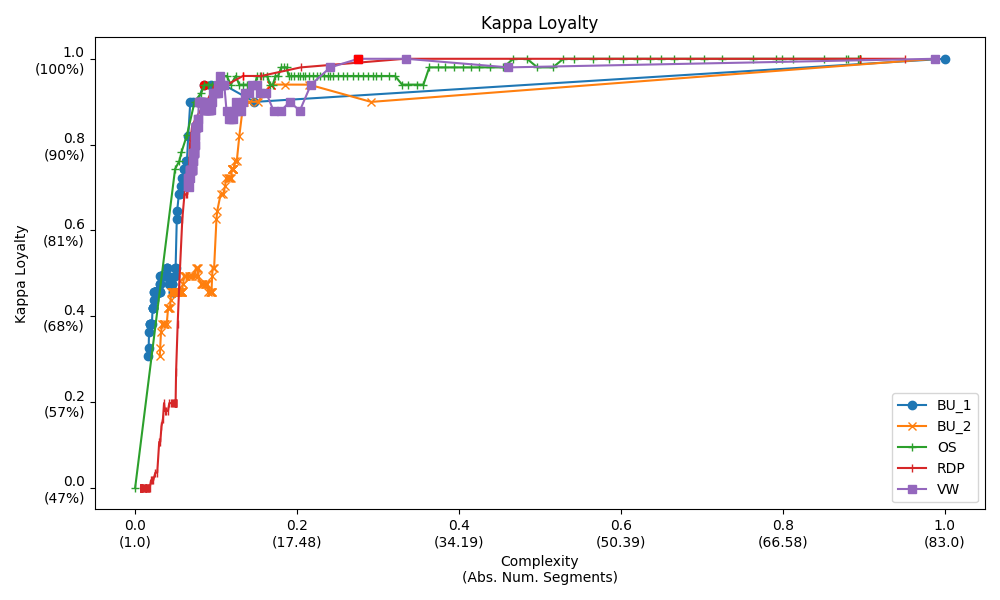 Kappa Loyalty
1.0
(100%)
0.8
(90%)
0.6
(81%)
0.4
(68%)
0.2
(57%)
0.0
(47%)
Kappa Loyalty
0.0
(1.0)
0.2
(17.48)
0.4
(34.19)
0.6
(50.39)
0.8
(66.58)
1.0
(83.0)
Complexity
(Abs. Num. Segments)
BU_1
BU_2
OS
RDP
VW